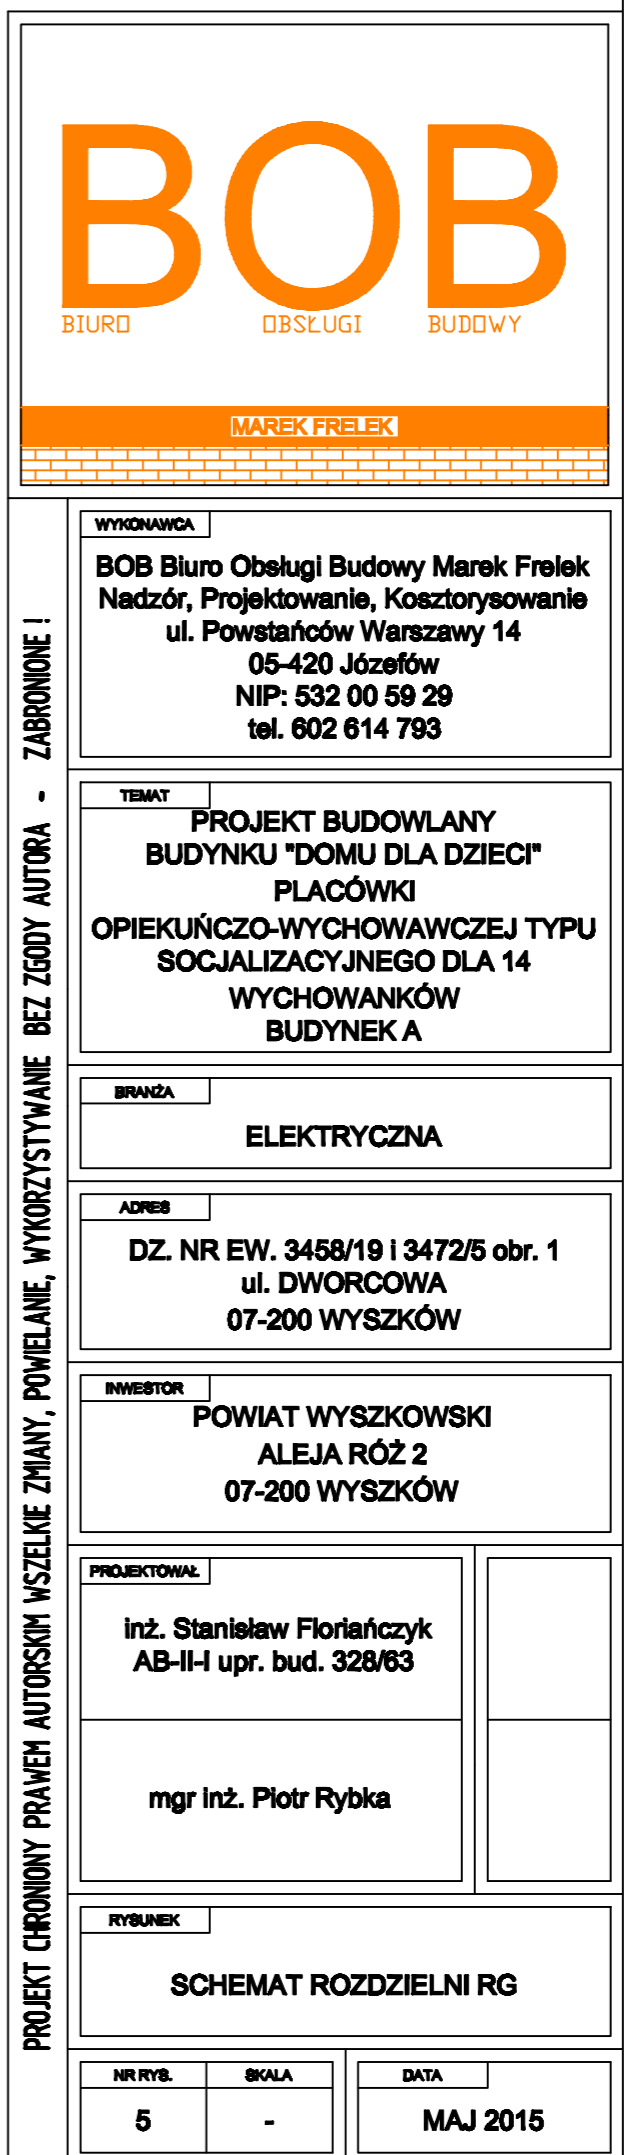 BOB
BIURO OBSŁUGI BUDOWY
MAREK FRELEK
PROJEKT CHRONIONY PRAWEM AUTORSKIM WSZELKIE ZMIANY, POWIELANIE, WYKORZYSTYWANIE BEZ ZGODY AUTORA - ZABRONIONE !
WYKONAWCA
BOB Biuro Obsługi Budowy Marek Frelek
Nadzór, Projektowanie, Kosztorysowanie
ul. Powstańców Warszawy 14
05-420 Józefów
NIP: 532 00 59 29
tel. 602 614 793
TEMAT
PROJEKT BUDOWLANY
BUDYNKU "DOMU DLA DZIECI"
PLACÓWKI
OPIEKUŃCZO-WYCHOWAWCZEJ TYPU
SOCJALIZACYJNEGO DLA 14
WYCHOWANKÓW
BUDYNEK A
BRANŻA
ELEKTRYCZNA
ADRES
DZ. NR EW. 3458/19 i 3472/5 obr. 1
ul. DWORCOWA
07-200 WYSZKÓW
INWESTOR
POWIAT WYSZKOWSKI
ALEJA RÓŻ 2
07-200 WYSZKÓW
PROJEKTOWAŁ
inż. Stanisław Floriańczyk
AB-II-I upr. bud. 328/63
mgr inż. Piotr Rybka
RYSUNEK
SCHEMAT ROZDZIELNI RG
NR RYS. SKALA DATA
5 - MAJ 2015